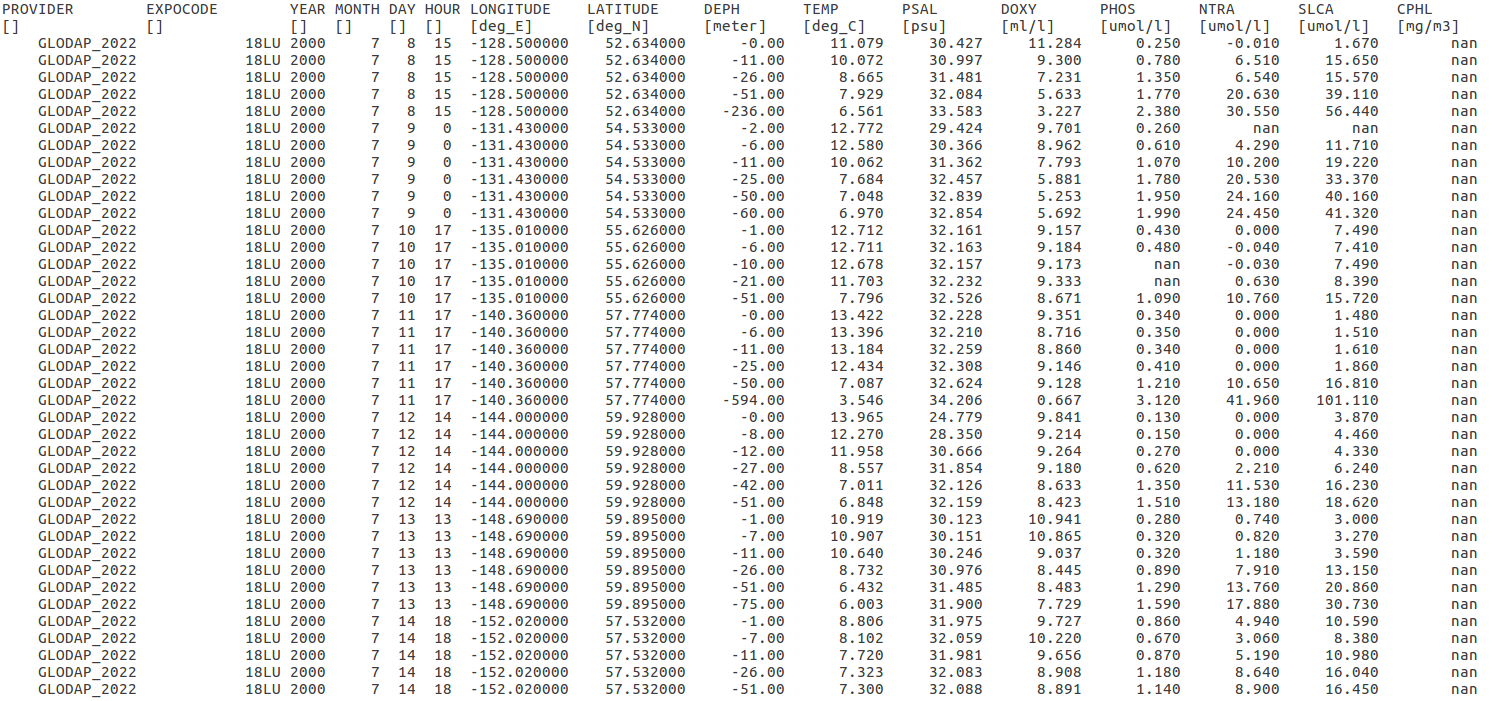 PROVIDER EXPOCODE YEAR MONTH DAY HOUR LONGITUDE LATITUDE DEPH TEMP PSAL DOXY PHOS NTRA SLCA CPHL
[] [] [] [] [] [] [deg_E] [deg_N] [meter] [deg_C] [psu] [ml/l] [umol/l] [umol/l] [umol/l] [mg/m3]
GLODAP_2022 18LU 2000 7 8 15 -128.500000 52.634000 -0.00 11.079 30.427 11.284 0.250 -0.010 1.670 nan
GLODAP_2022 18LU 2000 7 8 15 -128.500000 52.634000 -11.00 10.072 30.997 9.300 0.780 6.510 15.650 nan
GLODAP_2022 18LU 2000 7 8 15 -128.500000 52.634000 -26.00 8.665 31.481 7.231 1.350 6.540 15.570 nan
GLODAP_2022 18LU 2000 7 8 15 -128.500000 52.634000 -51.00 7.929 32.084 5.633 1.770 20.630 39.110 nan
GLODAP_2022 18LU 2000 7 8 15 -128.500000 52.634000 -236.00 6.561 33.583 3.227 2.380 30.550 56.440 nan
GLODAP_2022 18LU 2000 7 9 0 -131.430000 54.533000 -2.00 12.772 29.424 9.701 0.260 nan nan nan
GLODAP_2022 18LU 2000 7 9 0 -131.430000 54.533000 -6.00 12.580 30.366 8.962 0.610 4.290 11.710 nan
GLODAP_2022 18LU 2000 7 9 0 -131.430000 54.533000 -11.00 10.062 31.362 7.793 1.070 10.200 19.220 nan
GLODAP_2022 18LU 2000 7 9 0 -131.430000 54.533000 -25.00 7.684 32.457 5.881 1.780 20.530 33.370 nan
GLODAP_2022 18LU 2000 7 9 0 -131.430000 54.533000 -50.00 7.048 32.839 5.253 1.950 24.160 40.160 nan
GLODAP_2022 18LU 2000 7 9 0 -131.430000 54.533000 -60.00 6.970 32.854 5.692 1.990 24.450 41.320 nan
GLODAP_2022 18LU 2000 7 10 17 -135.010000 55.626000 -1.00 12.712 32.161 9.157 0.430 0.000 7.490 nan
GLODAP_2022 18LU 2000 7 10 17 -135.010000 55.626000 -6.00 12.711 32.163 9.184 0.480 -0.040 7.410 nan
GLODAP_2022 18LU 2000 7 10 17 -135.010000 55.626000 -10.00 12.678 32.157 9.173 nan -0.030 7.490 nan
GLODAP_2022 18LU 2000 7 10 17 -135.010000 55.626000 -21.00 11.703 32.232 9.333 nan 0.630 8.390 nan
GLODAP_2022 18LU 2000 7 10 17 -135.010000 55.626000 -51.00 7.796 32.526 8.671 1.090 10.760 15.720 nan
GLODAP_2022 18LU 2000 7 11 17 -140.360000 57.774000 -0.00 13.422 32.228 9.351 0.340 0.000 1.480 nan
GLODAP_2022 18LU 2000 7 11 17 -140.360000 57.774000 -6.00 13.396 32.210 8.716 0.350 0.000 1.510 nan
GLODAP_2022 18LU 2000 7 11 17 -140.360000 57.774000 -11.00 13.184 32.259 8.860 0.340 0.000 1.610 nan
GLODAP_2022 18LU 2000 7 11 17 -140.360000 57.774000 -25.00 12.434 32.308 9.146 0.410 0.000 1.860 nan
GLODAP_2022 18LU 2000 7 11 17 -140.360000 57.774000 -50.00 7.087 32.624 9.128 1.210 10.650 16.810 nan
GLODAP_2022 18LU 2000 7 11 17 -140.360000 57.774000 -594.00 3.546 34.206 0.667 3.120 41.960 101.110 nan
GLODAP_2022 18LU 2000 7 12 14 -144.000000 59.928000 -0.00 13.965 24.779 9.841 0.130 0.000 3.870 nan
GLODAP_2022 18LU 2000 7 12 14 -144.000000 59.928000 -8.00 12.270 28.350 9.214 0.150 0.000 4.460 nan
GLODAP_2022 18LU 2000 7 12 14 -144.000000 59.928000 -12.00 11.958 30.666 9.264 0.270 0.000 4.330 nan
GLODAP_2022 18LU 2000 7 12 14 -144.000000 59.928000 -27.00 8.557 31.854 9.180 0.620 2.210 6.240 nan
GLODAP_2022 18LU 2000 7 12 14 -144.000000 59.928000 -42.00 7.011 32.126 8.633 1.350 11.530 16.230 nan
GLODAP_2022 18LU 2000 7 12 14 -144.000000 59.928000 -51.00 6.848 32.159 8.423 1.510 13.180 18.620 nan
GLODAP_2022 18LU 2000 7 13 13 -148.690000 59.895000 -1.00 10.919 30.123 10.941 0.280 0.740 3.000 nan
GLODAP_2022 18LU 2000 7 13 13 -148.690000 59.895000 -7.00 10.907 30.151 10.865 0.320 0.820 3.270 nan
GLODAP_2022 18LU 2000 7 13 13 -148.690000 59.895000 -11.00 10.640 30.246 9.037 0.320 1.180 3.590 nan
GLODAP_2022 18LU 2000 7 13 13 -148.690000 59.895000 -26.00 8.732 30.976 8.445 0.890 7.910 13.150 nan
GLODAP_2022 18LU 2000 7 13 13 -148.690000 59.895000 -51.00 6.432 31.485 8.483 1.290 13.760 20.860 nan
GLODAP_2022 18LU 2000 7 13 13 -148.690000 59.895000 -75.00 6.003 31.900 7.729 1.590 17.880 30.730 nan
GLODAP_2022 18LU 2000 7 14 18 -152.020000 57.532000 -1.00 8.806 31.975 9.727 0.860 4.940 10.590 nan
GLODAP_2022 18LU 2000 7 14 18 -152.020000 57.532000 -7.00 8.102 32.059 10.220 0.670 3.060 8.380 nan
GLODAP_2022 18LU 2000 7 14 18 -152.020000 57.532000 -11.00 7.720 31.981 9.656 0.870 5.190 10.980 nan
GLODAP_2022 18LU 2000 7 14 18 -152.020000 57.532000 -26.00 7.323 32.083 8.908 1.180 8.640 16.040 nan
GLODAP_2022 18LU 2000 7 14 18 -152.020000 57.532000 -51.00 7.300 32.088 8.891 1.140 8.900 16.450 nan